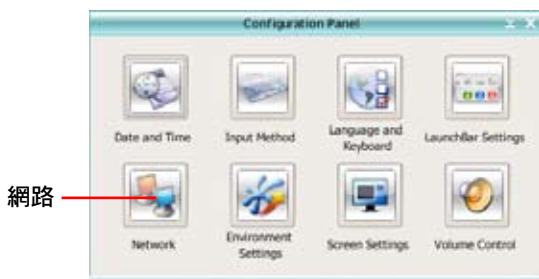 Configuration Panel
Date and Time
Input Method
Language and
Keyboard
LaunchBar Settings
網路
Network
Environment
Settings
Screen Settings
Volume Control